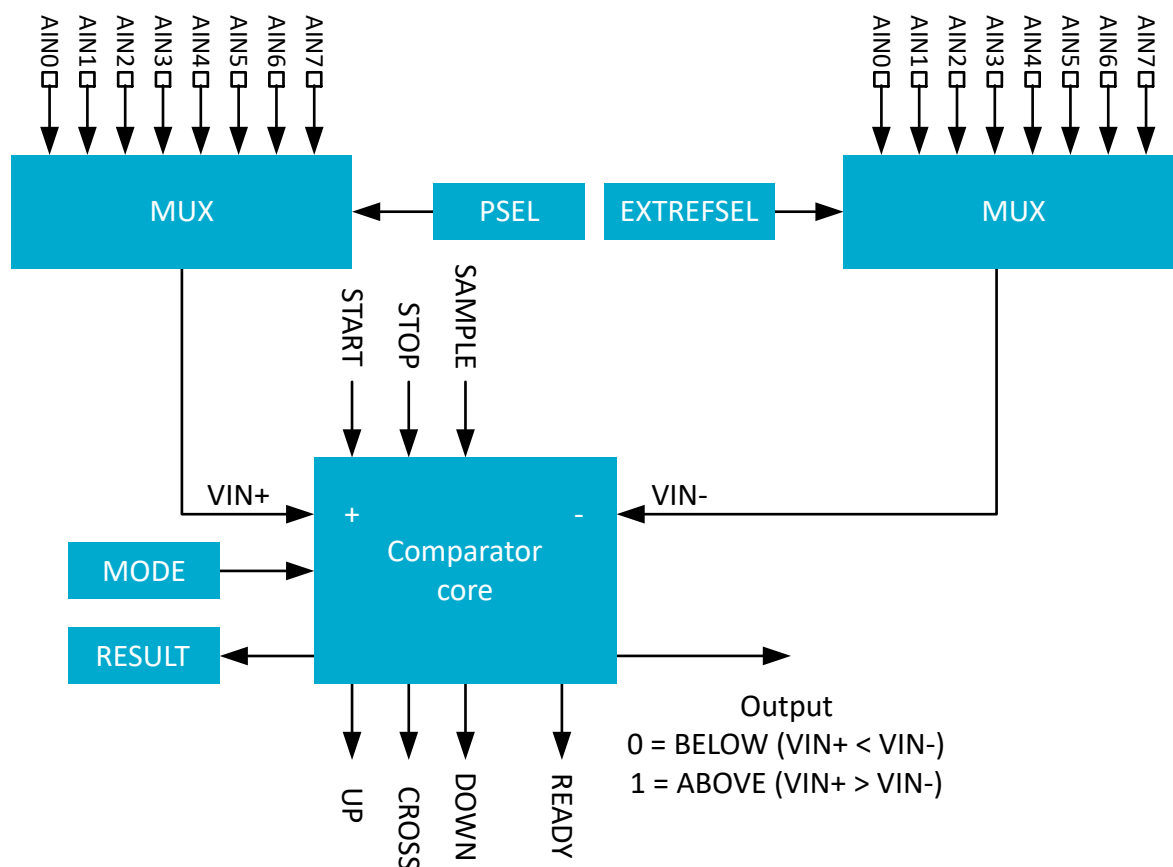 AIN0
AIN1
AIN2
AIN3
AIN4
AIN5
AIN6
AIN7
AIN0
AIN1
AIN2
AIN3
AIN4
AIN5
AIN6
AIN7
MUX
PSEL
EXTREFSEL
MUX
START
STOP
SAMPLE
VIN+
VIN-
+
-
Comparator
core
MODE
RESULT
Output
0 = BELOW (VIN+ < VIN-)
1 = ABOVE (VIN+ > VIN-)
UP
CROSS
DOWN
READY